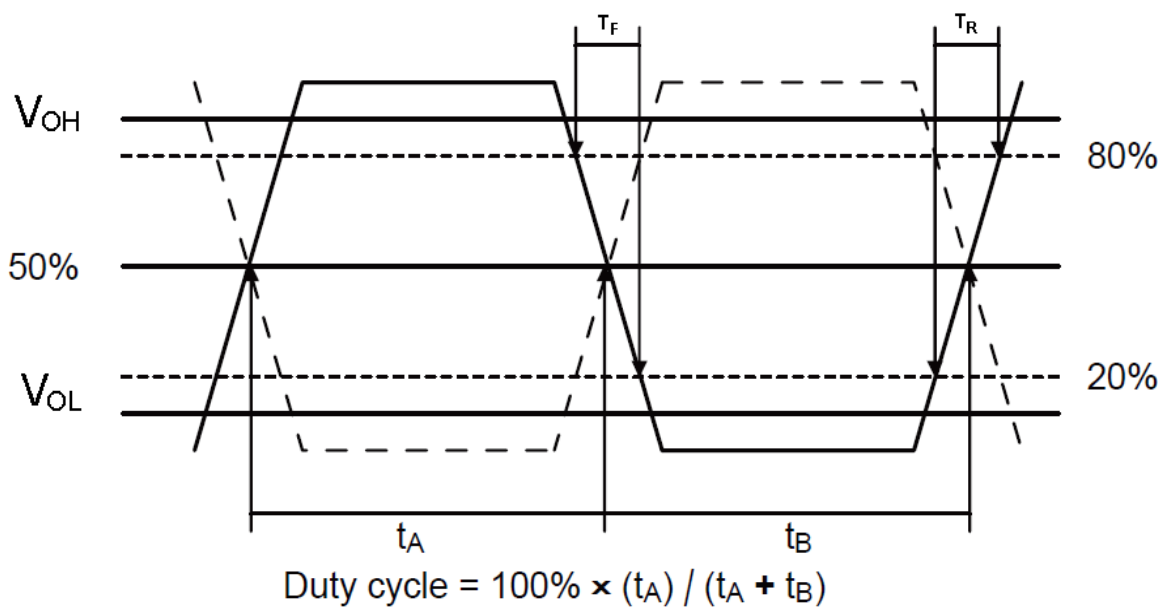 TF
TR
VOH
80%
50%
20%
VOL
tA
tB
Duty cycle = 100% × (tA) / (tA + tB)